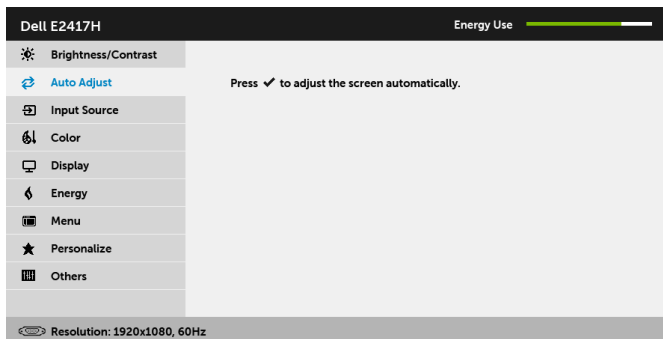 Dell E2417H
Energy Use
Brightness/Contrast
Auto Adjust
Press ✔ to adjust the screen automatically.
Input Source
Color
Display
Energy
Menu
Personalize
Others
Resolution: 1920x1080, 60Hz